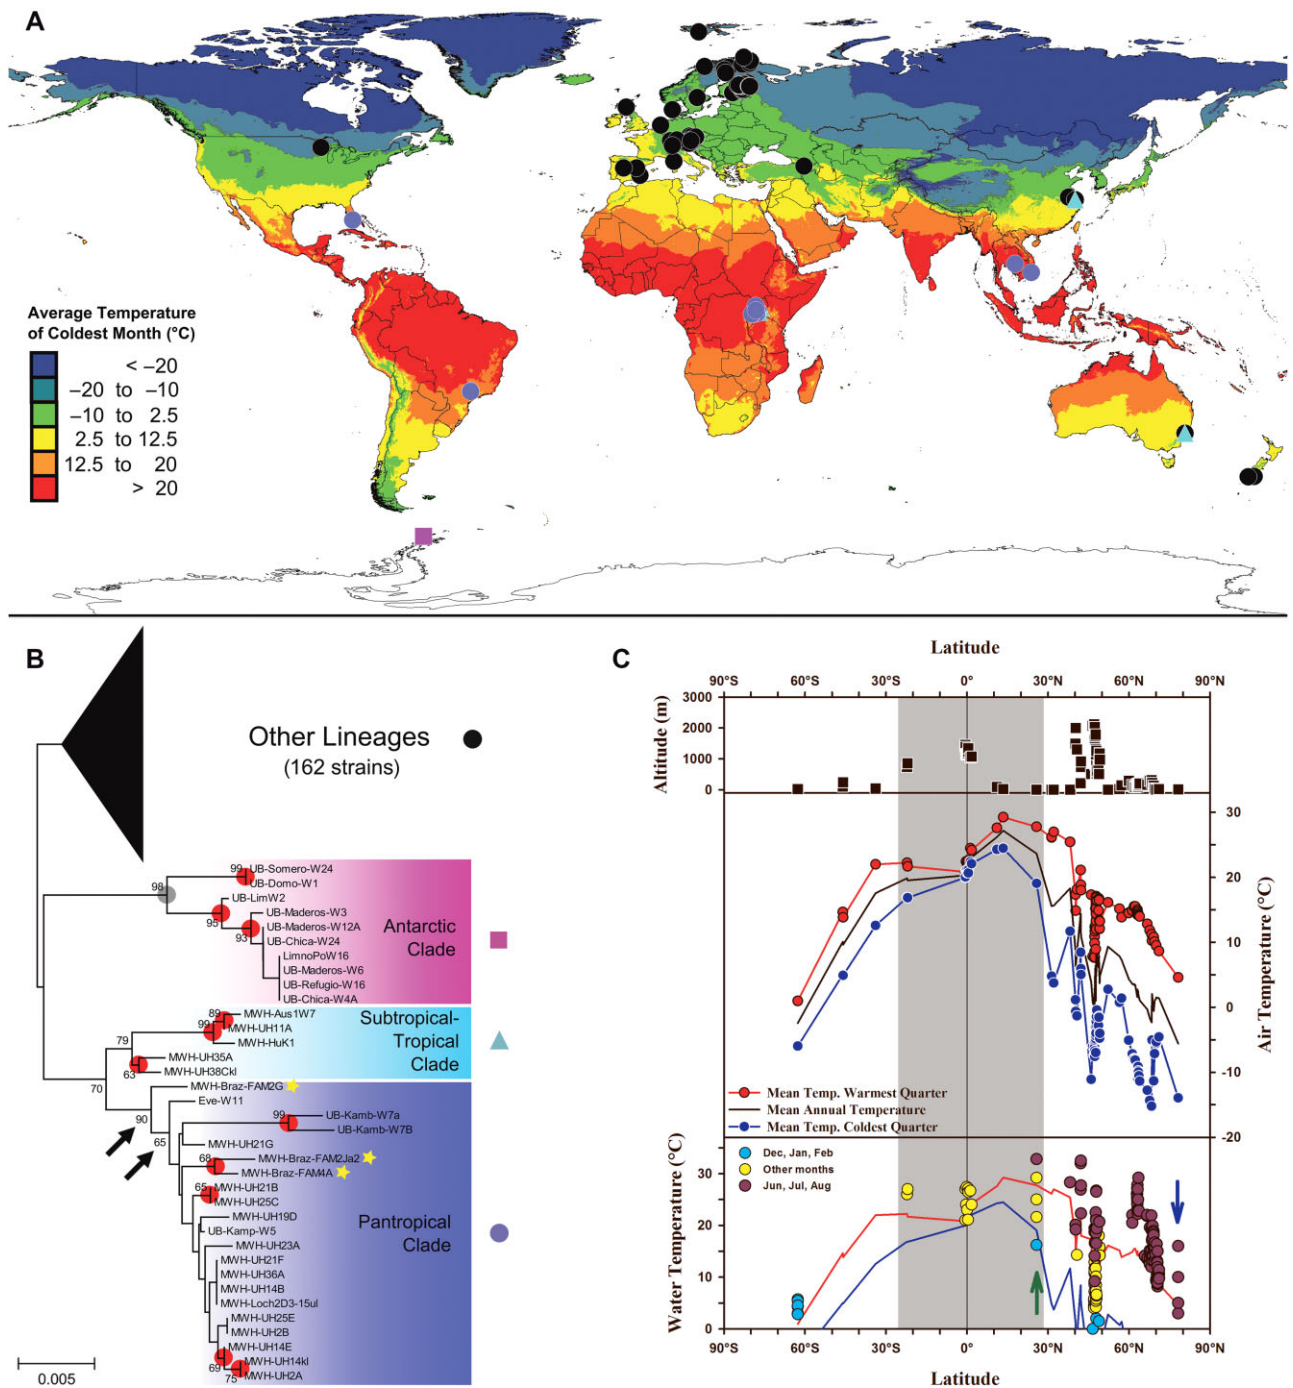 A
Average Temperature
of Coldest Month (°C)
< –20
–20 to –10
–10 to 2.5
2.5 to 12.5
12.5 to 20
> 20
B
Other Lineages
(162 strains)
99
UB-Somero-W24
UB-Domo-W1
98
UB-LimW2
95
UB-Maderos-W3
UB-Maderos-W12A
93
UB-Chica-W24
LimnoPoW16
UB-Maderos-W6
UB-Refugio-W16
UB-Chica-W4A
Antarctic
Clade
89
MWH-Aus1W7
99
MWH-UH11A
MWH-HuK1
79
MWH-UH35A
63
MWH-UH38Ckl
Subtropical-
Tropical
Clade
70
MWH-Braz-FAM2G
Eve-W11
90
99
UB-Kamb-W7a
UB-Kamb-W7B
65
MWH-UH21G
68
MWH-Braz-FAM2Ja2
MWH-Braz-FAM4A
65
MWH-UH21B
MWH-UH25C
MWH-UH19D
UB-Kamp-W5
MWH-UH23A
MWH-UH21F
MWH-UH36A
MWH-UH14B
MWH-Loch2D3-15ul
MWH-UH25E
MWH-UH2B
MWH-UH14E
69
MWH-UH14kl
75
MWH-UH2A
Pantropical
Clade
0.005
C
Latitude
90°S 60°S 30°S 0° 30°N 60°N 90°N
Altitude (m)
3000
2000
1000
0
Air Temperature (°C)
30
20
10
0
-10
-20
Mean Temp. Warmest Quarter
Mean Annual Temperature
Mean Temp. Coldest Quarter
Water Temperature (°C)
30
20
10
0
Dec, Jan, Feb
Other months
Jun, Jul, Aug
90°S 60°S 30°S 0° 30°N 60°N 90°N
Latitude